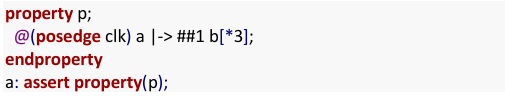 property p;
@(posedge clk) a |-> ##1 b[*3];
endproperty
a: assert property(p);